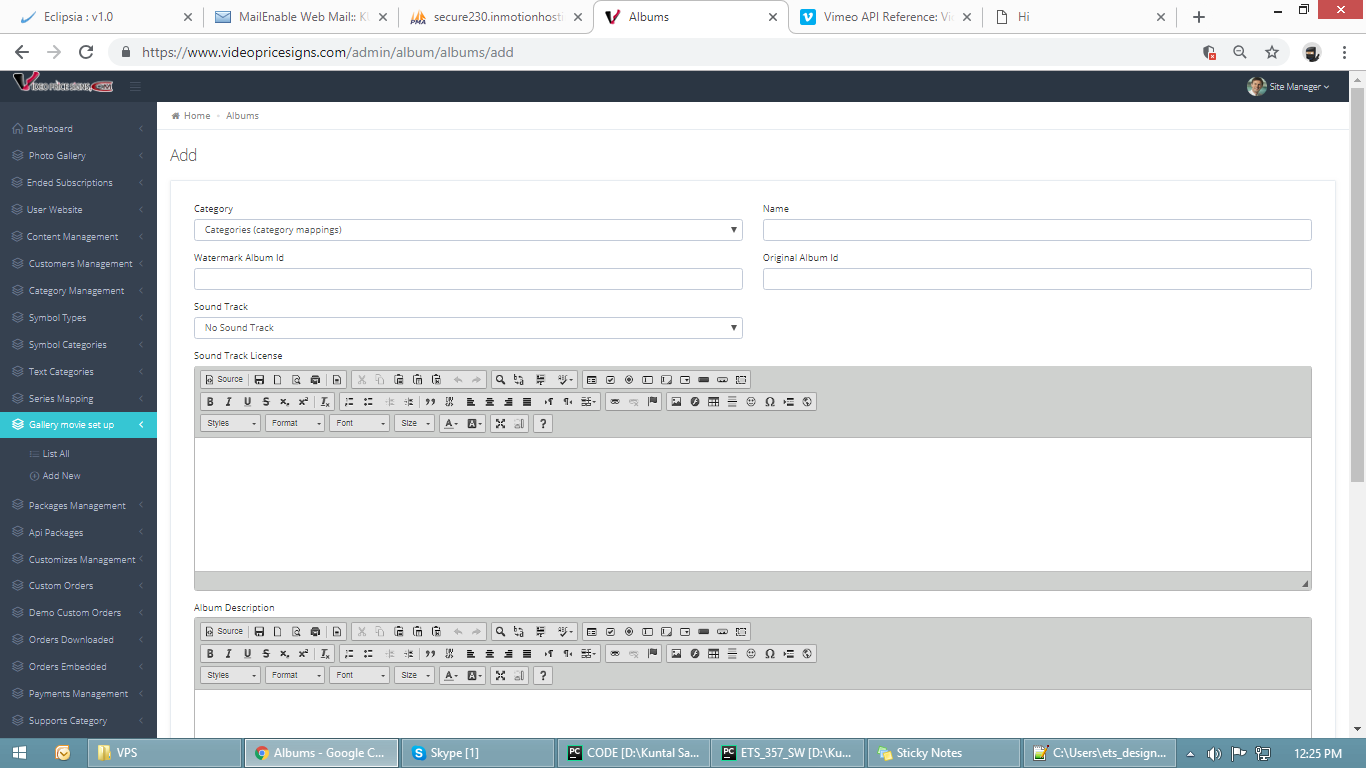 Eclipsia : v1.0
MailEnable Web Mail:: K
secure230.inmotionhosti
Albums
Vimeo API Reference: Vi
Hi
https://www.videopricesigns.com/admin/album/albums/add
VIDEOPRICESIGNS.COM
Site Manager
Home
Albums
Dashboard
Photo Gallery
Ended Subscriptions
User Website
Content Management
Customers Management
Category Management
Symbol Types
Symbol Categories
Text Categories
Series Mapping
Gallery movie set up
List All
Add New
Packages Management
Api Packages
Customizes Management
Custom Orders
Demo Custom Orders
Orders Downloaded
Orders Embedded
Payments Management
Supports Category
Add
Category
Name
Categories (category mappings)
Watermark Album Id
Original Album Id
Sound Track
No Sound Track
Sound Track License
Source
Styles Format Font Size
Album Description
Source
Styles Format Font Size
VPS
Albums - Google C...
Skype [1]
CODE [D:\Kuntal Sa...
ETS_357_SW [D:\Ku...
Sticky Notes
C:\Users\ets_design...
12:25 PM